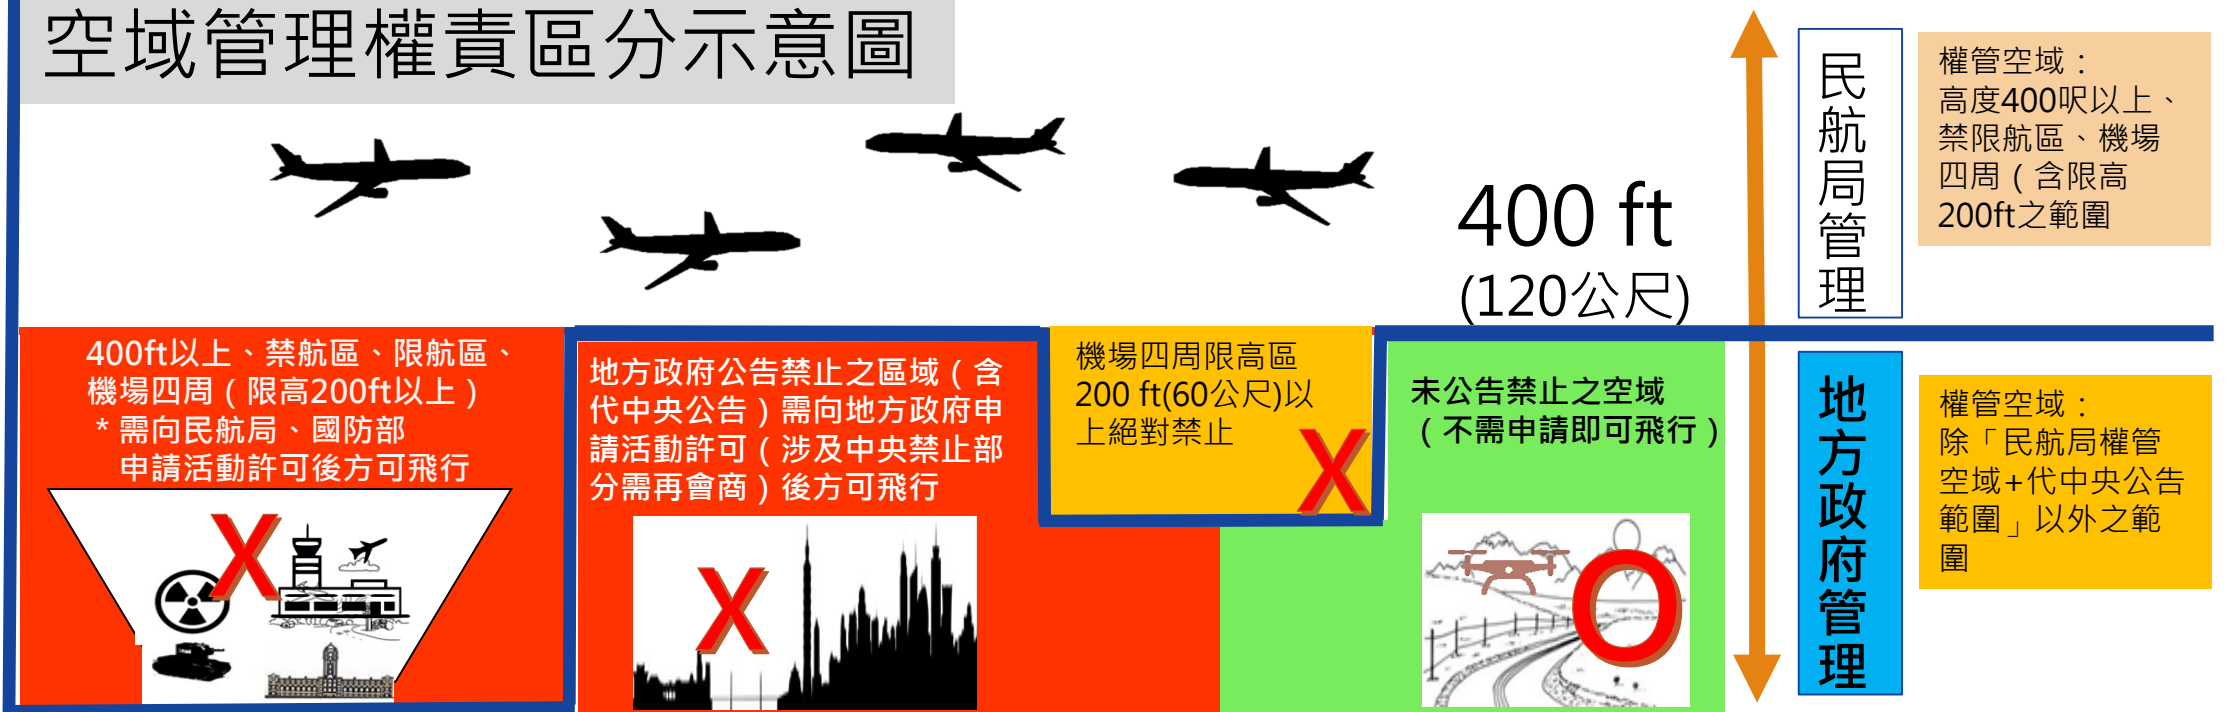 空域管理權責區分示意圖
400 ft
(120公尺)
民航局管理
權管空域：
高度400呎以上、
禁限航區、機場
四周（含限高
200ft之範圍
400ft以上、禁航區、限航區、
機場四周（限高200ft以上）
* 需向民航局、國防部
申請活動許可後方可飛行
X
地方政府公告禁止之區域（含
代中央公告）需向地方政府申
請活動許可（涉及中央禁止部
分需再會商）後方可飛行
X
機場四周限高區
200 ft(60公尺)以
上絕對禁止
X
未公告禁止之空域
（不需申請即可飛行）
O
地方政府管理
權管空域：
除「民航局權管
空域+代中央公告
範圍」以外之範
圍